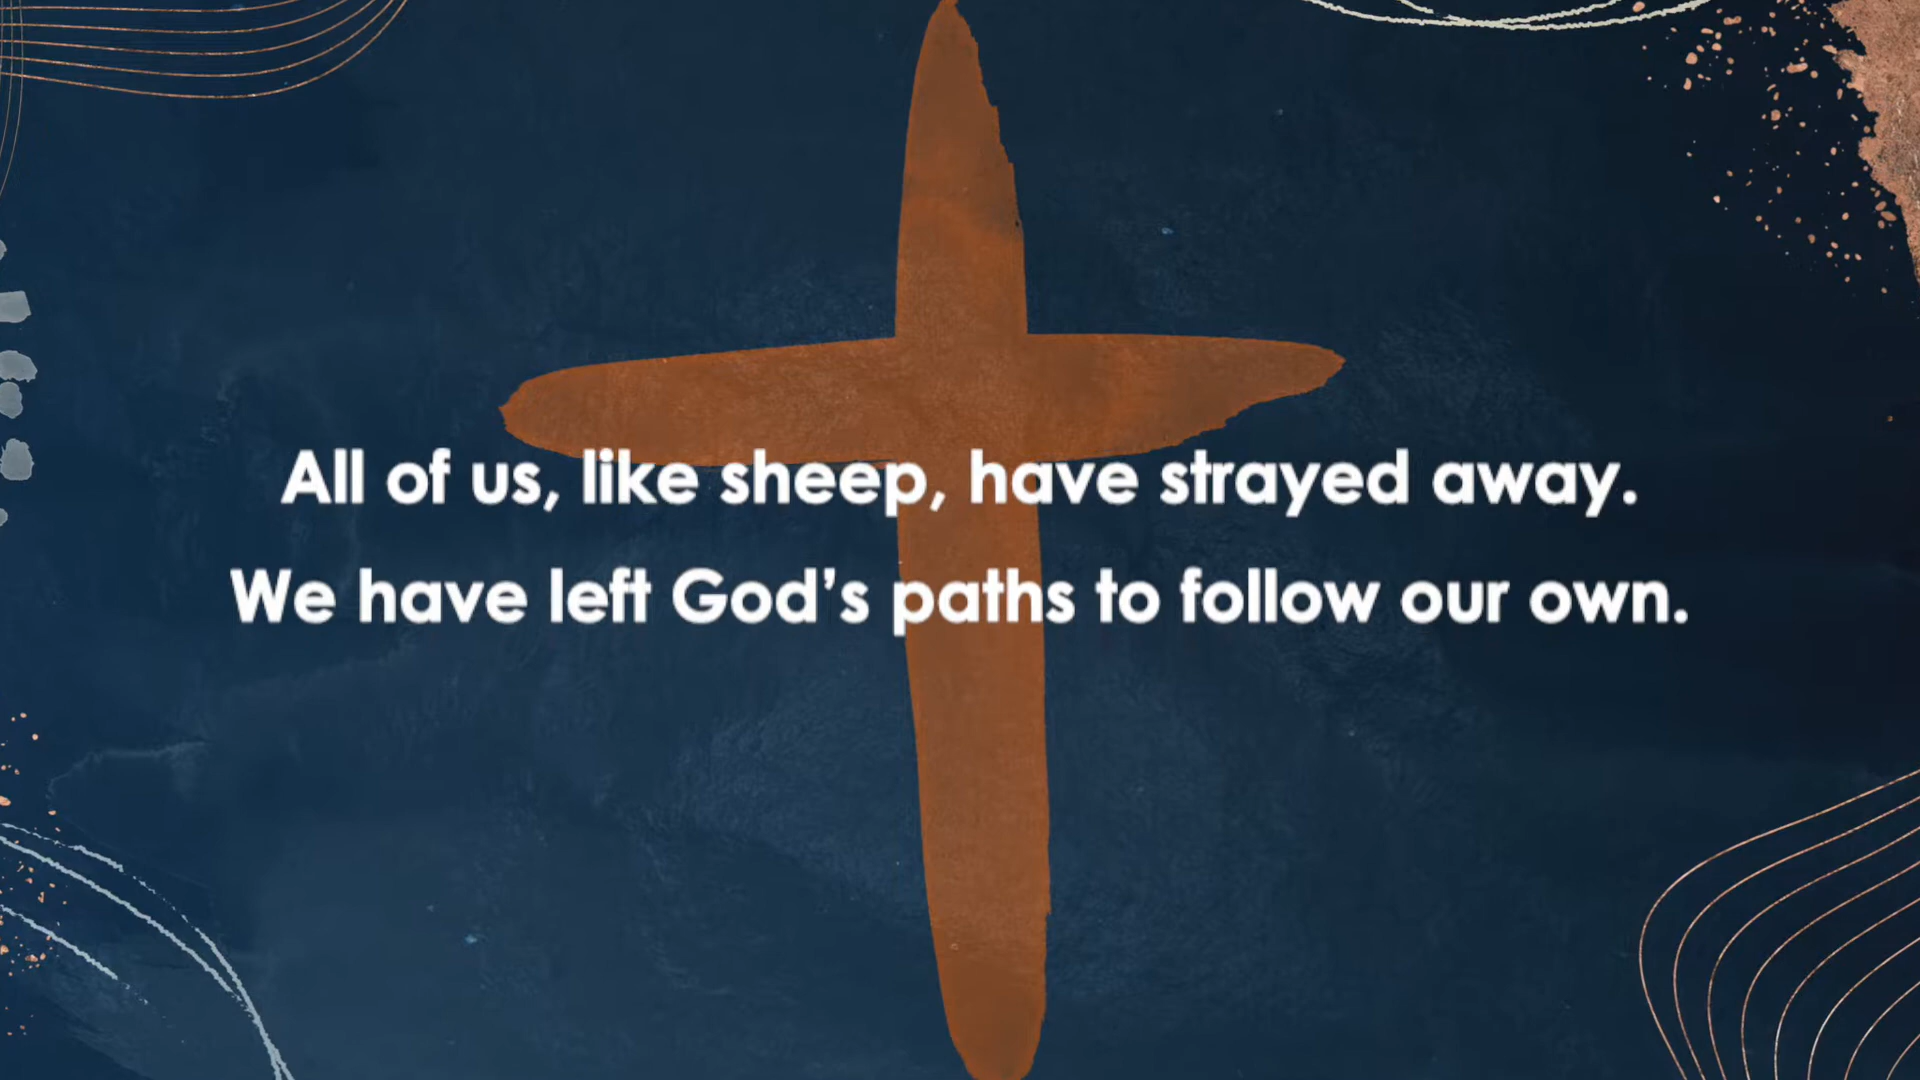 All of us, like sheep, have strayed away.
We have left God’s paths to follow our own.